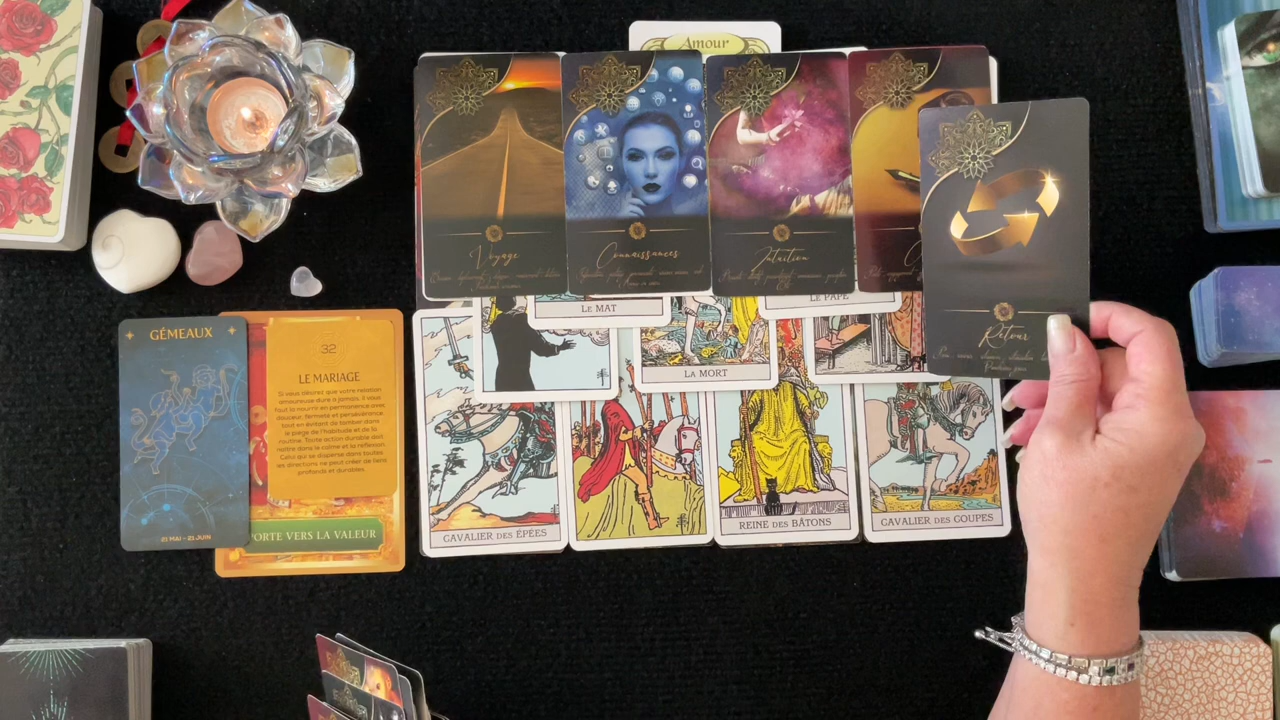 Amour
Voyage
Connaissances
Intuition
Retour
LE MAT
LE PAPE
LA MORT
GÉMEAUX
21 MAI - 21 JUIN
32
LE MARIAGE
Si vous désirez que votre relation
amoureuse dure à jamais, il vous
faut la nourrir en permanence avec
douceur, fermeté et persévérance,
tout en évitant de tomber dans
le piège de l'habitude et de la
routine. Toute action durable doit
naître dans le calme et la réflexion.
Celui qui se disperse dans toutes
les directions ne peut créer de liens
profonds et durables.
PORTE VERS LA VALEUR
CAVALIER DES ÉPÉES
REINE DES BÂTONS
CAVALIER DES COUPES